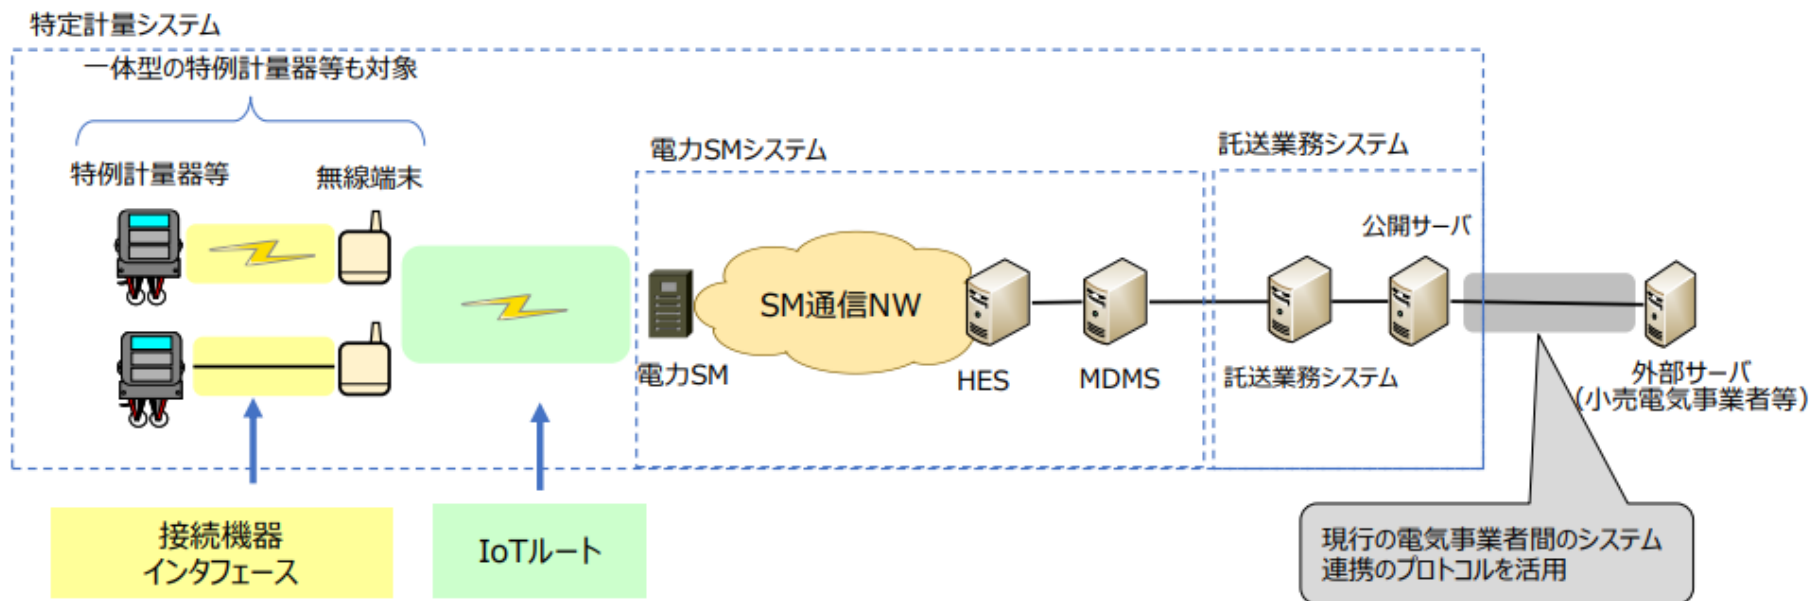 特定計量システム
一体型の特例計量器等も対象
電力SMシステム
託送業務システム
特例計量器等
無線端末
公開サーバ
SM通信NW
電力SM
HES
MDMS
託送業務システム
外部サーバ
(小売電気事業者等)
接続機器
インタフェース
IoTルート
現行の電気事業者間のシステム
連携のプロトコルを活用